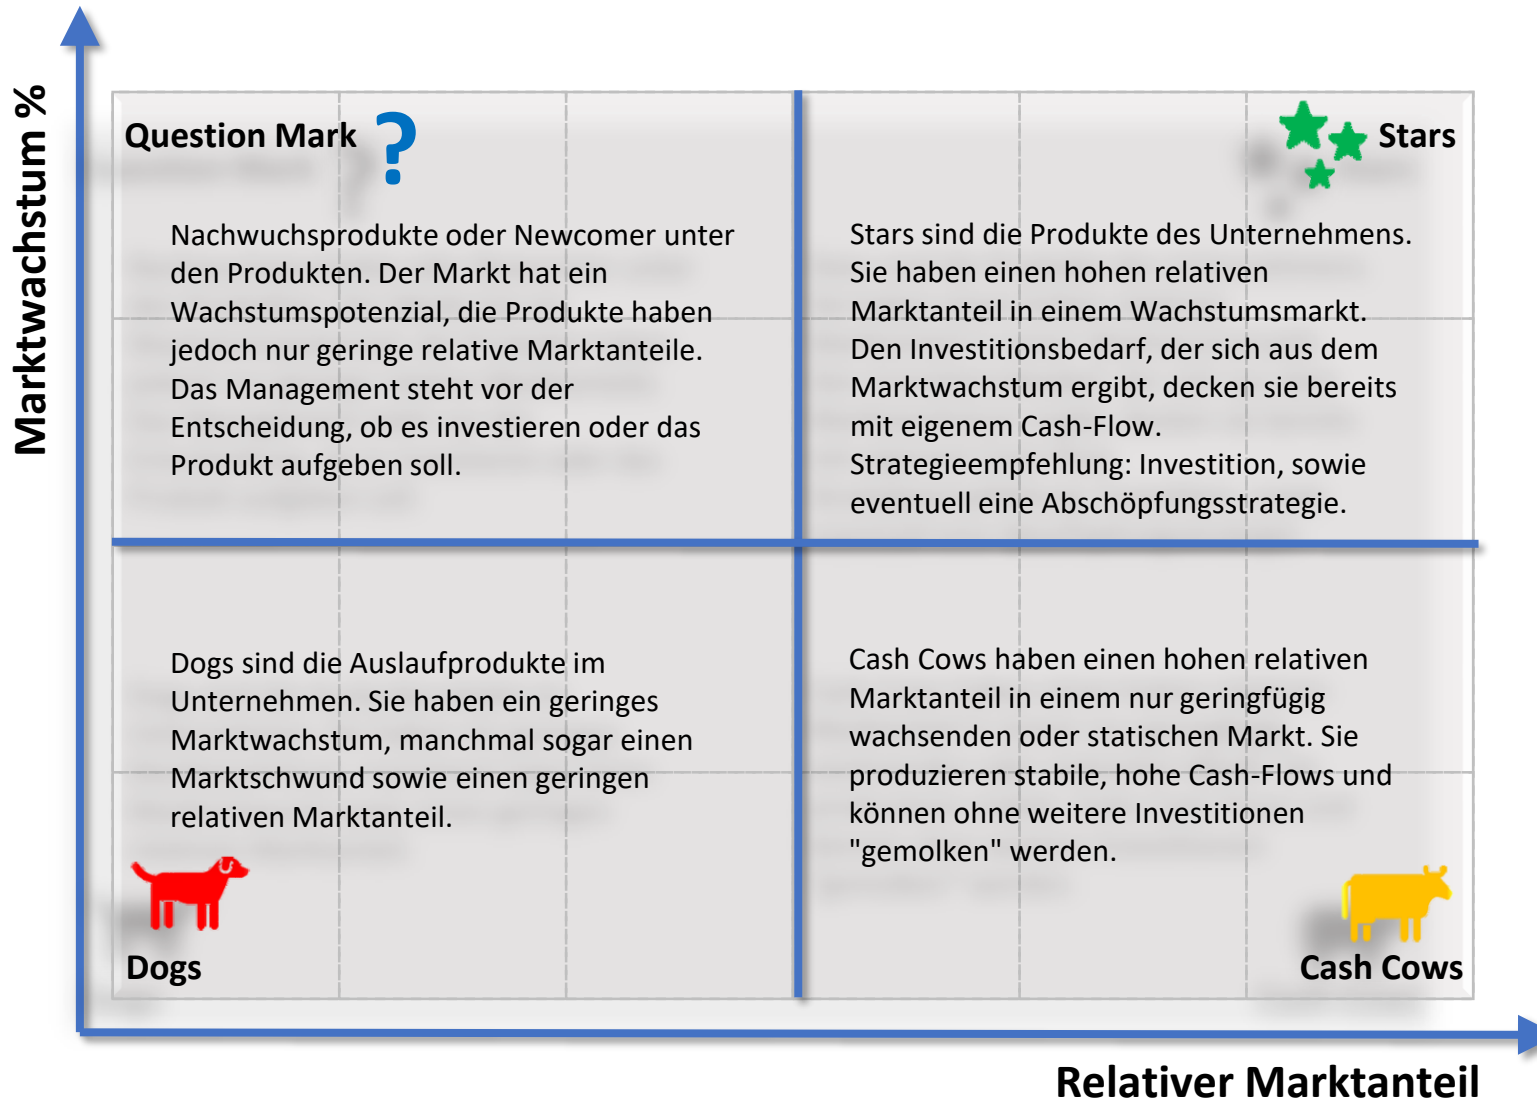 Marktwachstum %
Question Mark ?
Nachwuchsprodukte oder Newcomer unter
den Produkten. Der Markt hat ein
Wachstumspotenzial, die Produkte haben
jedoch nur geringe relative Marktanteile.
Das Management steht vor der
Entscheidung, ob es investieren oder das
Produkt aufgeben soll.
Stars
Stars sind die Produkte des Unternehmens.
Sie haben einen hohen relativen
Marktanteil in einem Wachstumsmarkt.
Den Investitionsbedarf, der sich aus dem
Marktwachstum ergibt, decken sie bereits
mit eigenem Cash-Flow.
Strategieempfehlung: Investition, sowie
eventuell eine Abschöpfungsstrategie.
Dogs sind die Auslaufprodukte im
Unternehmen. Sie haben ein geringes
Marktwachstum, manchmal sogar einen
Marktschwund sowie einen geringen
relativen Marktanteil.
Dogs
Cash Cows haben einen hohen relativen
Marktanteil in einem nur geringfügig
wachsenden oder statischen Markt. Sie
produzieren stabile, hohe Cash-Flows und
können ohne weitere Investitionen
"gemolken" werden.
Cash Cows
Relativer Marktanteil